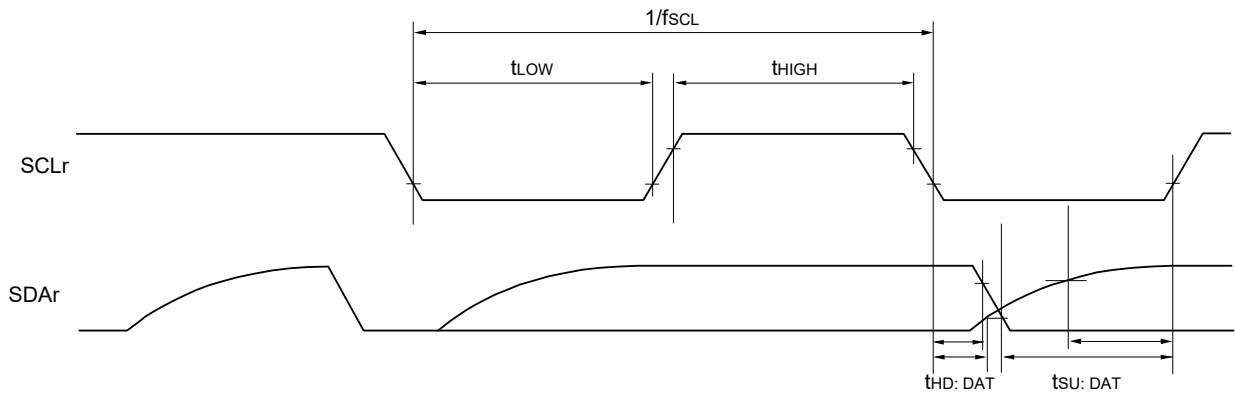 1/fSCL
tLOW
tHIGH
SCLr
SDAr
tHD: DAT
tSU: DAT